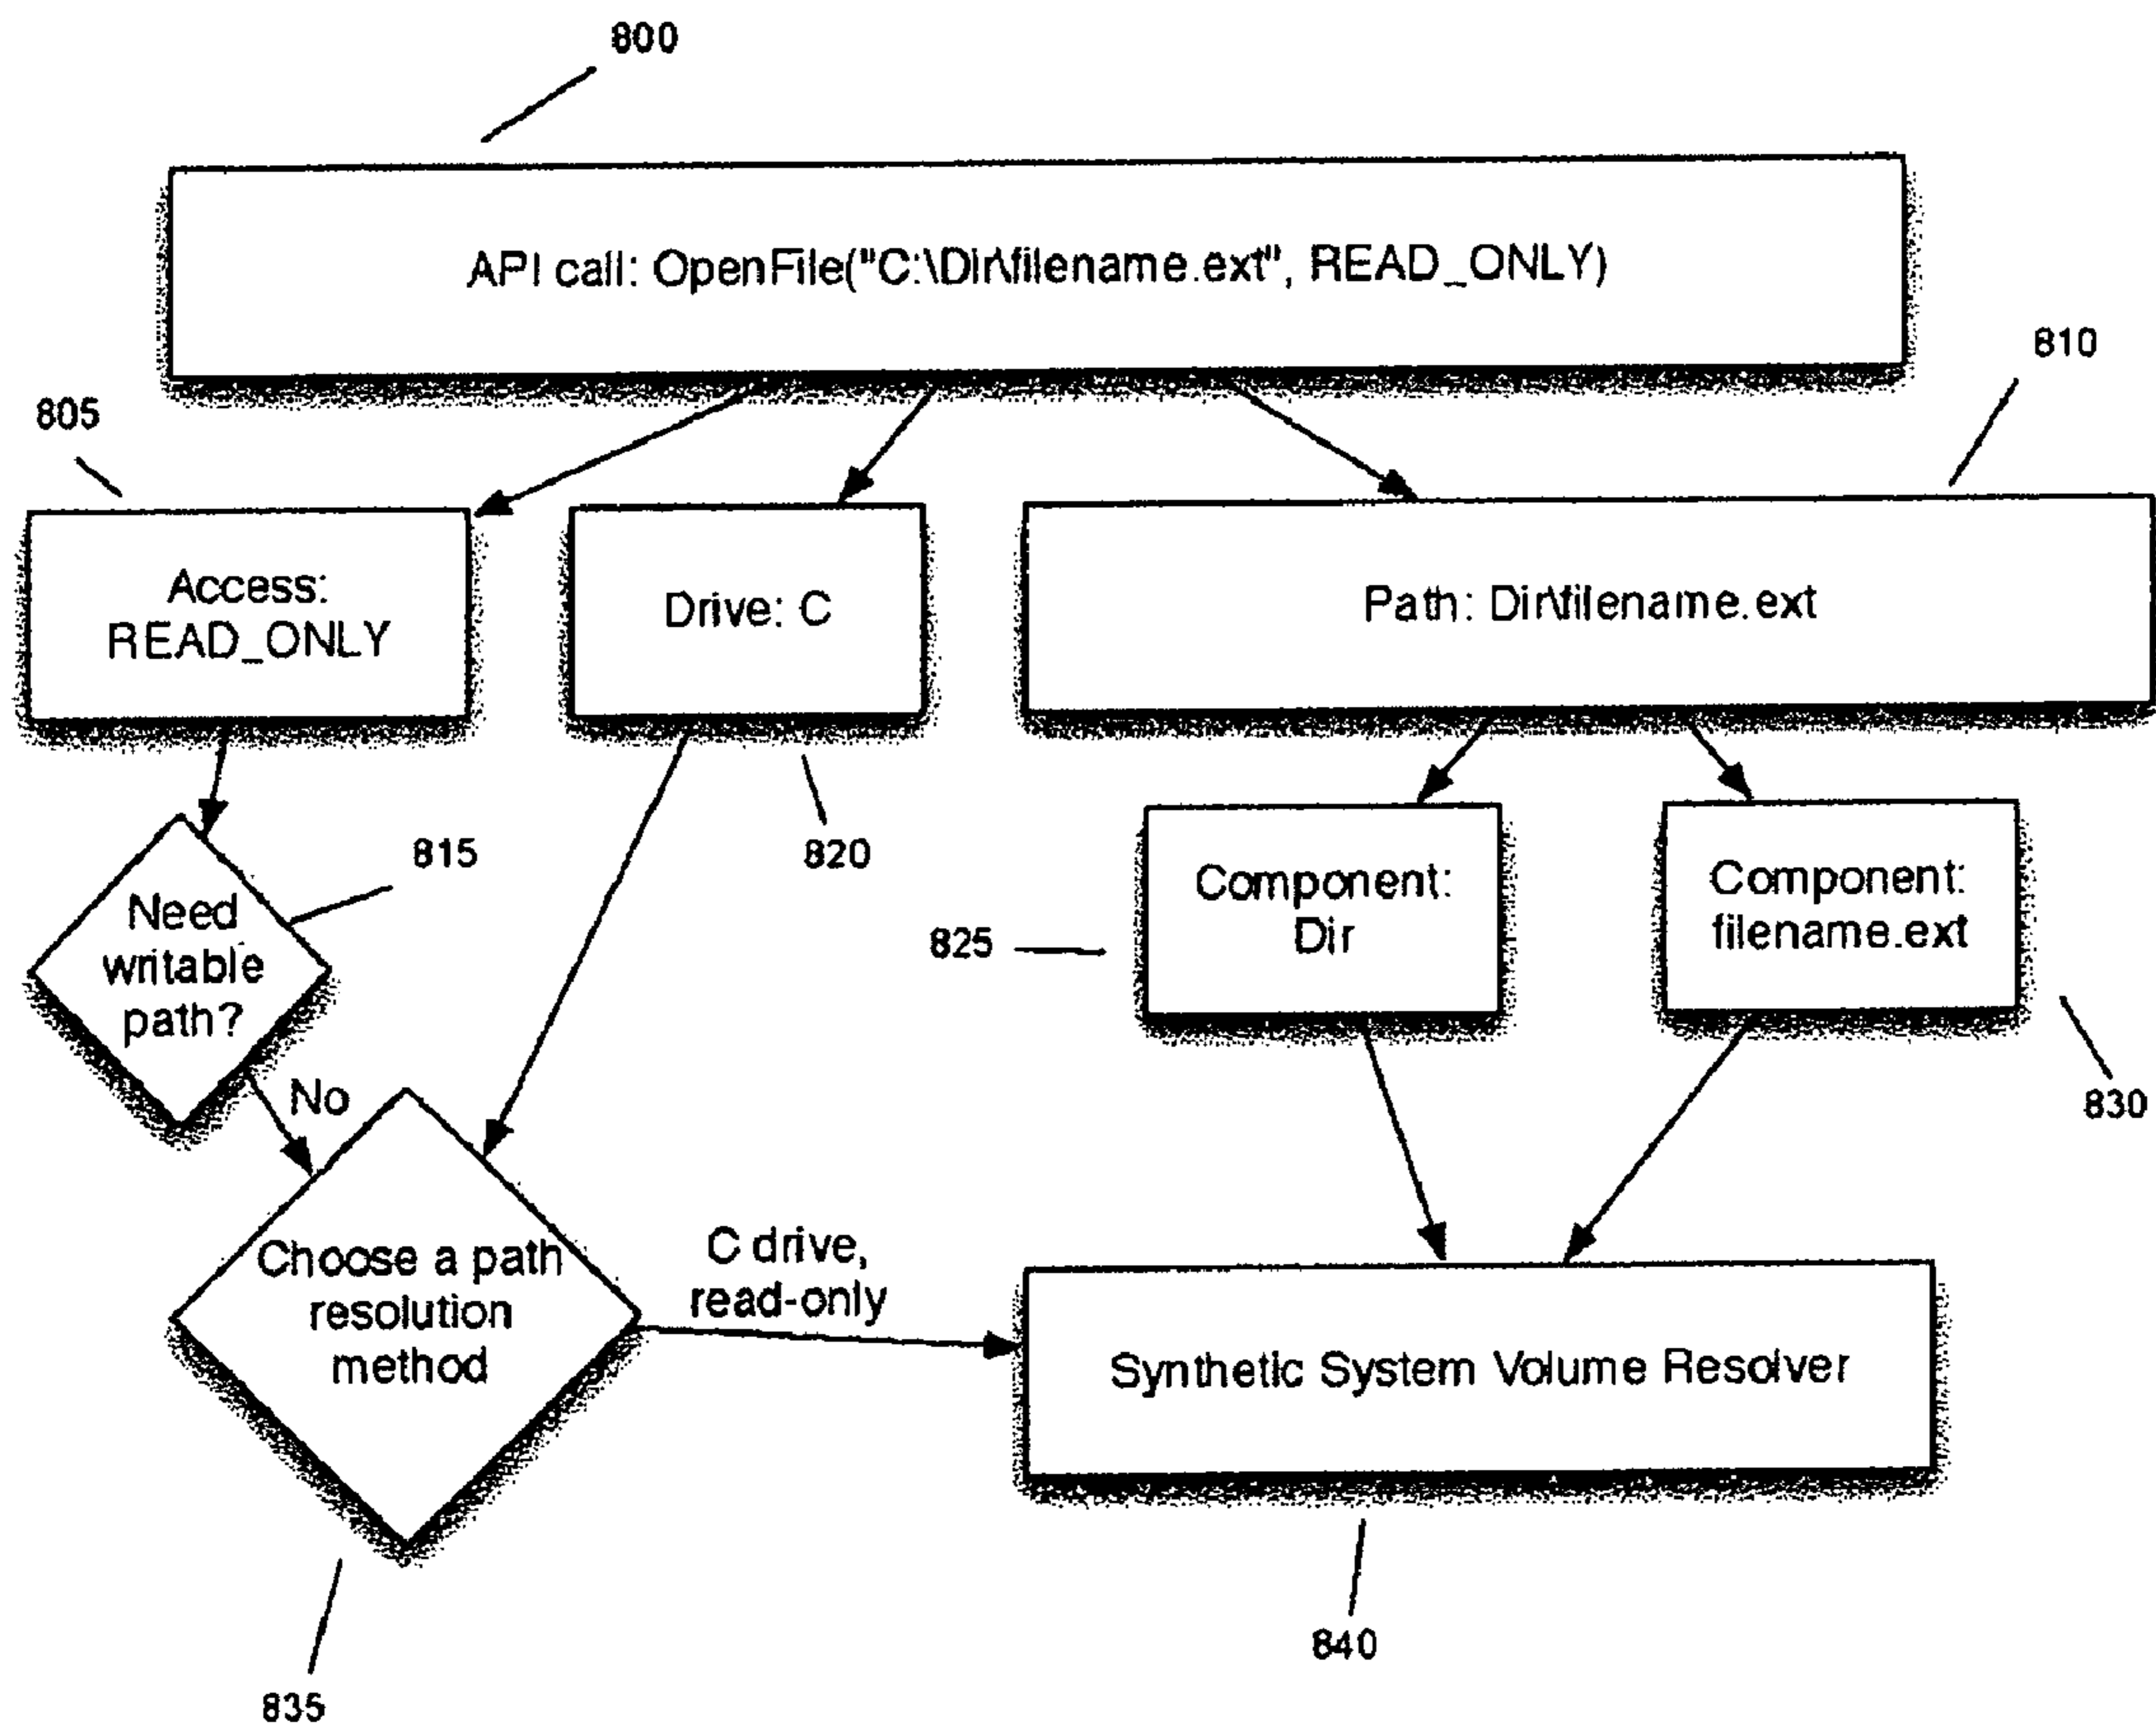 800
API call: OpenFile("C:\Dir\filename.ext", READ_ONLY)
810
805
Access:
READ_ONLY
Drive: C
Path: Dir\filename.ext
815
820
Need
writable
path?
825
Component:
Dir
Component:
filename.ext
830
No
Choose a path
resolution
method
C drive,
read-only
Synthetic System Volume Resolver
840
835